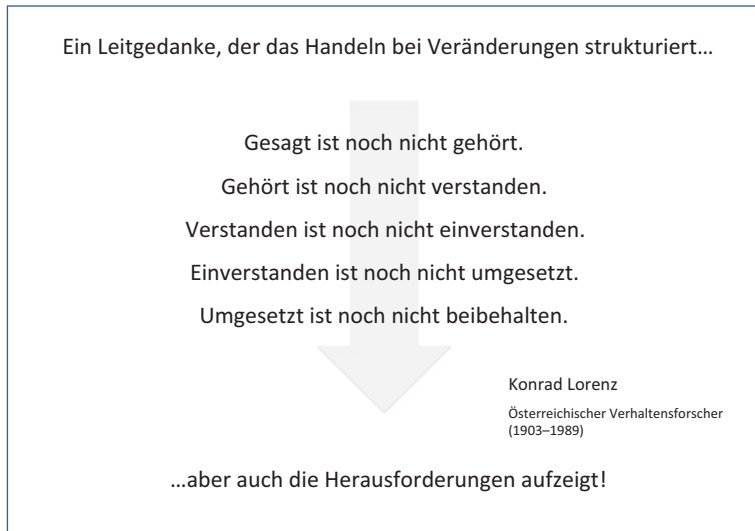 Ein Leitgedanke, der das Handeln bei Veränderungen strukturiert…
Gesagt ist noch nicht gehört.
Gehört ist noch nicht verstanden.
Verstanden ist noch nicht einverstanden.
Einverstanden ist noch nicht umgesetzt.
Umgesetzt ist noch nicht beibehalten.
Konrad Lorenz
Österreichischer Verhaltensforscher
(1903–1989)
…aber auch die Herausforderungen aufzeigt!